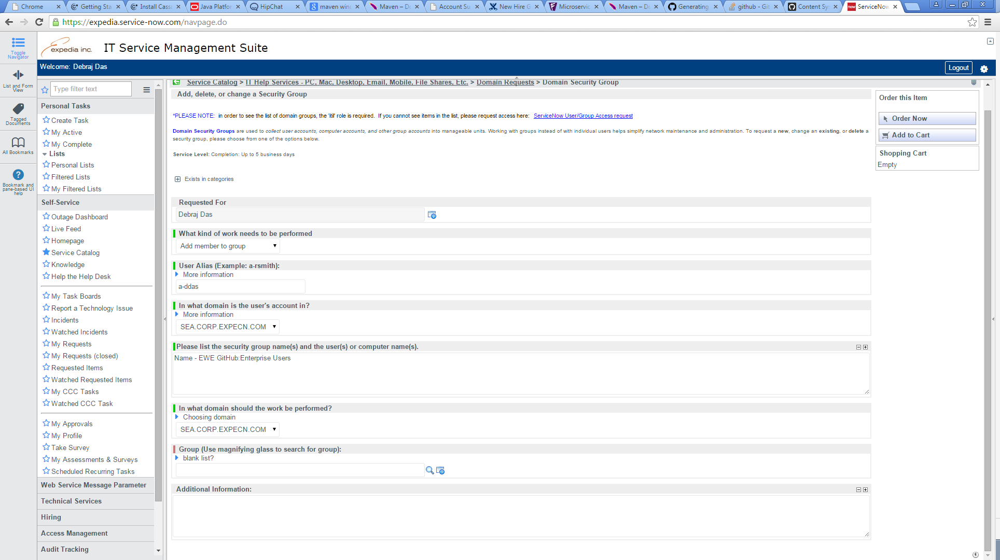 Chrome
Getting Sta
Install Cass
Java Platfor
HipChat
maven win
Maven – D
Account Su
New Hire G
Microservic
Maven – D
Generating
github - Git
Content Sy
ServiceNow
https://expedia.service-now.com/navpage.do
Toggle Navigator
List and Form View
Tagged Documents
All Bookmarks
Bookmark and pane-based UI help
expedia inc.
IT Service Management Suite
Welcome: Debraj Das
Logout
Type filter text
Personal Tasks
Create Task
My Active
My Complete
Lists
Personal Lists
Filtered Lists
My Filtered Lists
Self-Service
Outage Dashboard
Live Feed
Homepage
Service Catalog
Knowledge
Help the Help Desk
My Task Boards
Report a Technology Issue
Incidents
Watched Incidents
My Requests
My Requests (closed)
Requested Items
Watched Requested Items
My CCC Tasks
Watched CCC Task
My Approvals
My Profile
Take Survey
My Assessments & Surveys
Scheduled Recurring Tasks
Web Service Message Parameter
Technical Services
Hiring
Access Management
Audit Tracking
Service Catalog > IT Help Services - PC, Mac, Desktop, Email, Mobile, File Shares, Etc. > Domain Requests > Domain Security Group
Add, delete, or change a Security Group
*PLEASE NOTE: in order to see the list of domain groups, the 'itil' role is required. If you cannot see items in the list, please request access here: ServiceNow User/Group Access request
Domain Security Groups are used to collect user accounts, computer accounts, and other group accounts into manageable units. Working with groups instead of with individual users helps simplify network maintenance and administration. To request a new, change an existing, or delete a
security group, please choose from one of the options below.
Service Level: Completion: Up to 5 business days
Exists in categories
Requested For
Debraj Das
What kind of work needs to be performed
Add member to group
User Alias (Example: a-rsmith):
More information
a-ddas
In what domain is the user's account in?
More information
SEA.CORP.EXPECN.COM
Please list the security group name(s) and the user(s) or computer name(s).
Name - EWE GitHub:Enterprise Users
In what domain should the work be performed?
Choosing domain
SEA.CORP.EXPECN.COM
Group (Use magnifying glass to search for group):
blank list?
Additional Information:
Order this Item
Order Now
Add to Cart
Shopping Cart
Empty